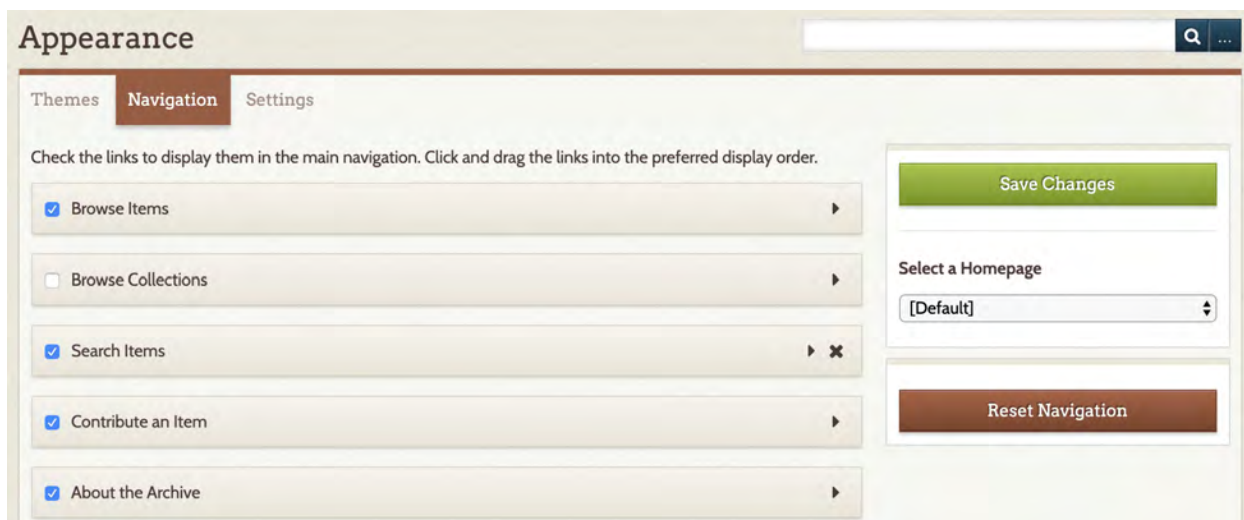 Appearance
...
Themes Navigation Settings
Check the links to display them in the main navigation. Click and drag the links into the preferred display order.
Browse Items
Browse Collections
Search Items
Contribute an Item
About the Archive
Save Changes
Select a Homepage
[Default]
Reset Navigation